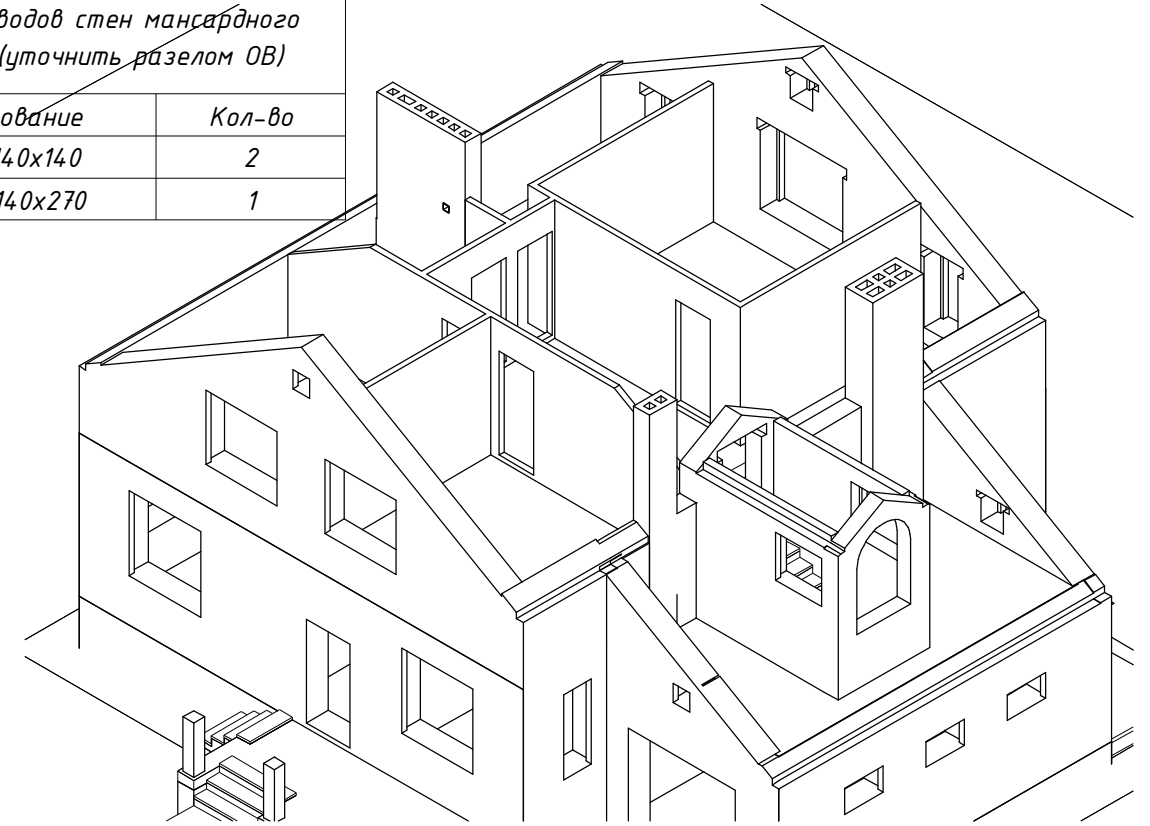 водов стен мансардного
(уточнить разелом ОВ)
ование Кол-во
40х140 2
140х270 1